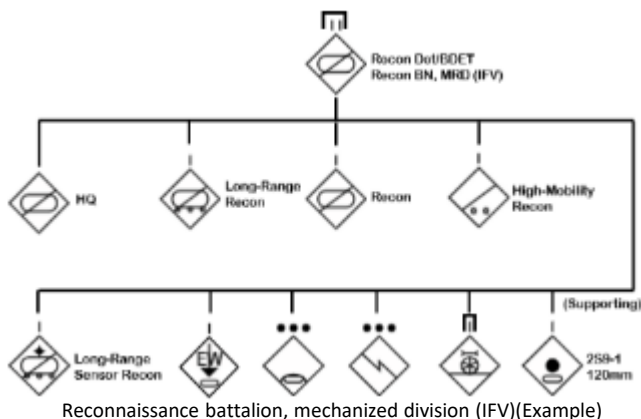 Recon Det/BDET
Recon BN, MRD (IFV)
HQ
Long-Range
Recon
Recon
High-Mobility
Recon
(Supporting)
Long-Range
Sensor Recon
EW
2S9-1
120mm
Reconnaissance battalion, mechanized division (IFV)(Example)